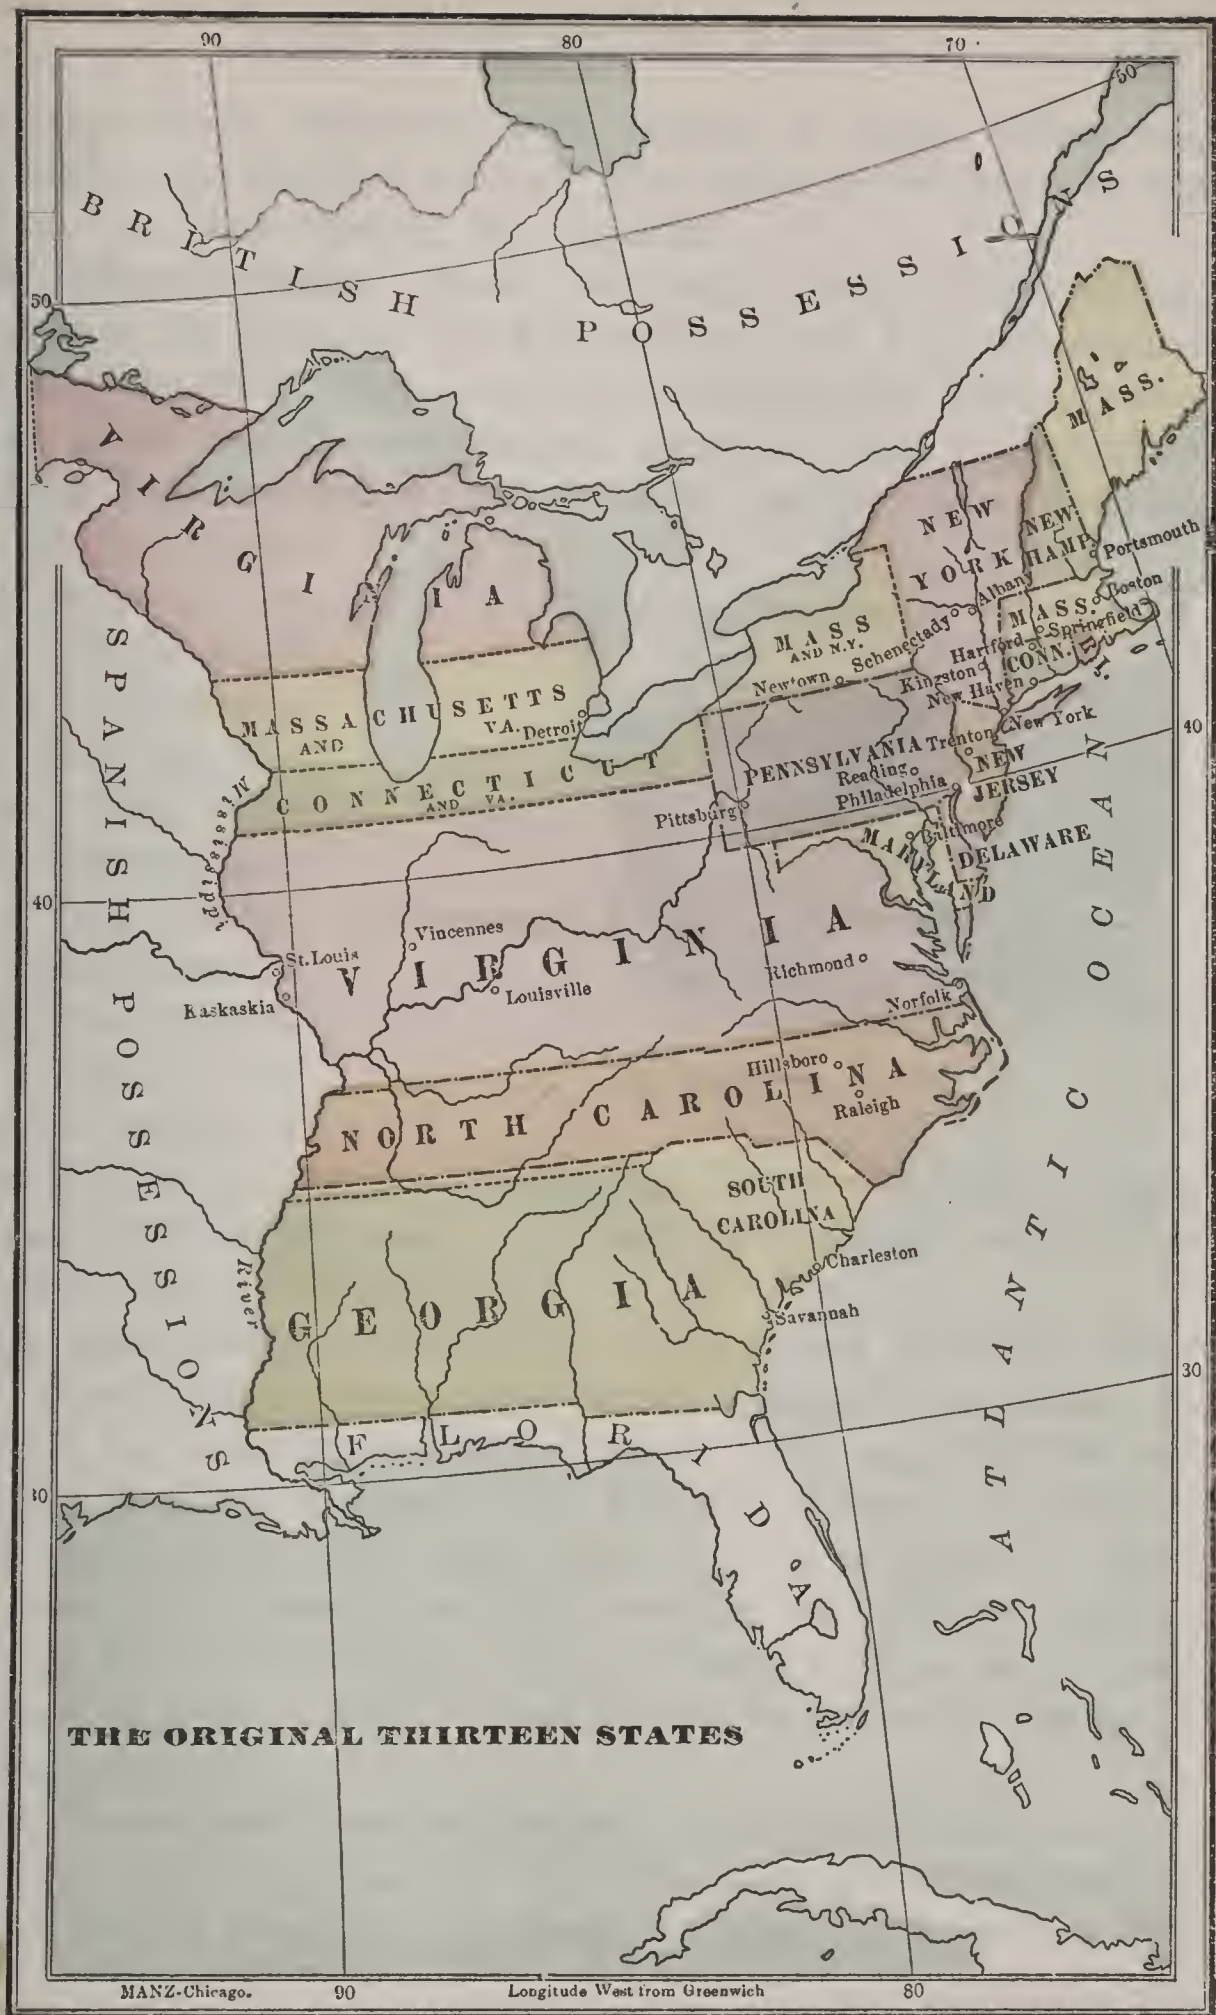 90
80
70
50
BRITISH POSSESSIONS
50
MASS.
VIRGIIA
NEW YORK
NEW HAMP.
Portsmouth
Albany
Boston
MASS.
Schenectady
Springfield
MASS
AND N.Y.
Hartford
CONN.
R.I.
Newtown
Kingston
New Haven
MASSACHUSETTS
AND
VA.
Detroit
New York
Trenton
40
CONNECTICUT
AND VA.
PENNSYLVANIA
NEW JERSEY
Reading
Philadelphia
Pittsburg
Baltimore
MARYLAND
DELAWARE
Mississippi
SPANISH POSSESSIONS
40
Vincennes
St. Louis
VIRGINIA
Richmond
Kaskaskia
Louisville
Norfolk
Hillsboro
NORTH CAROLINA
Raleigh
SOUTH
CAROLINA
Charleston
River
GEORGIA
Savannah
ATLANTIC OCEAN
30
FLORIDA
30
THE ORIGINAL THIRTEEN STATES
MANZ-Chicago.
90
Longitude West from Greenwich
80